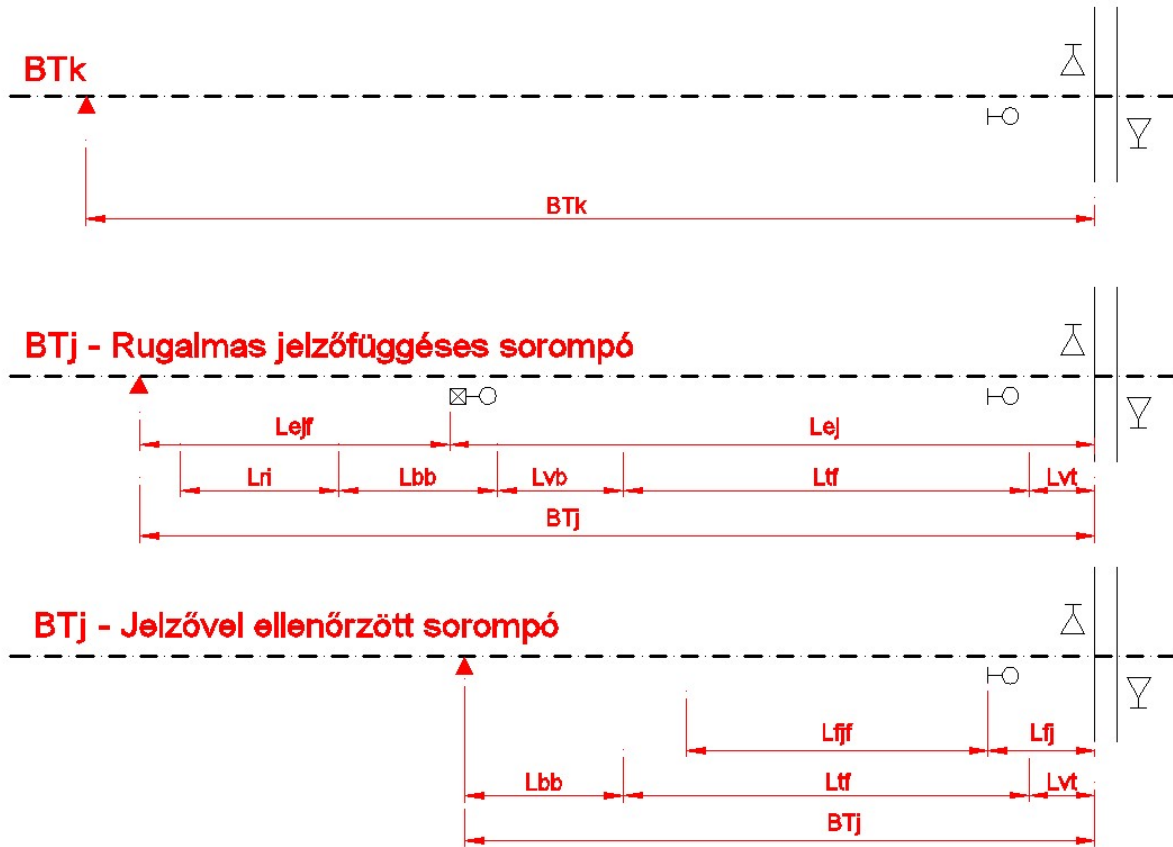 BTk
BTk
BTj - Rugalmas jelzőfüggéses sorompó
Lejf Lej
Lri Lbb Lvb Ltf Lvt
BTj
BTj - Jelzővel ellenőrzött sorompó
Lfjf Lfj
Lbb Ltf Lvt
BTj